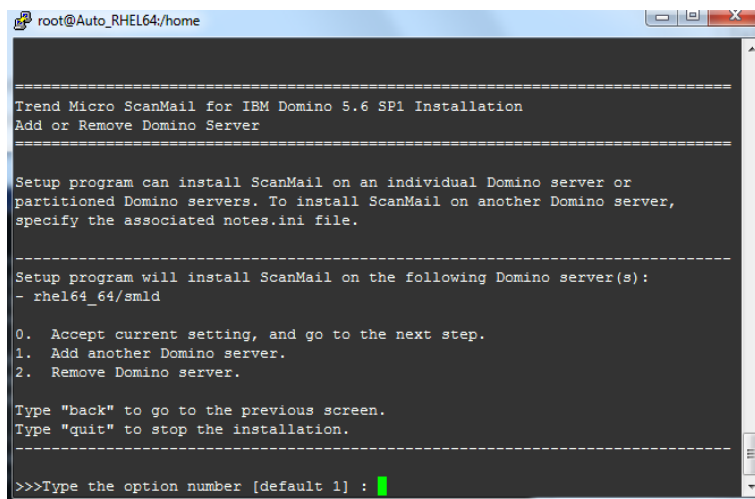 root@Auto_RHEL64:/home
================================================================================
Trend Micro ScanMail for IBM Domino 5.6 SP1 Installation
Add or Remove Domino Server
================================================================================
Setup program can install ScanMail on an individual Domino server or
partitioned Domino servers. To install ScanMail on another Domino server,
specify the associated notes.ini file.
--------------------------------------------------------------------------------
Setup program will install ScanMail on the following Domino server(s):
- rhel64_64/smld
0.  Accept current setting, and go to the next step.
1.  Add another Domino server.
2.  Remove Domino server.
Type "back" to go to the previous screen.
Type "quit" to stop the installation.
--------------------------------------------------------------------------------
>>>Type the option number [default 1] :